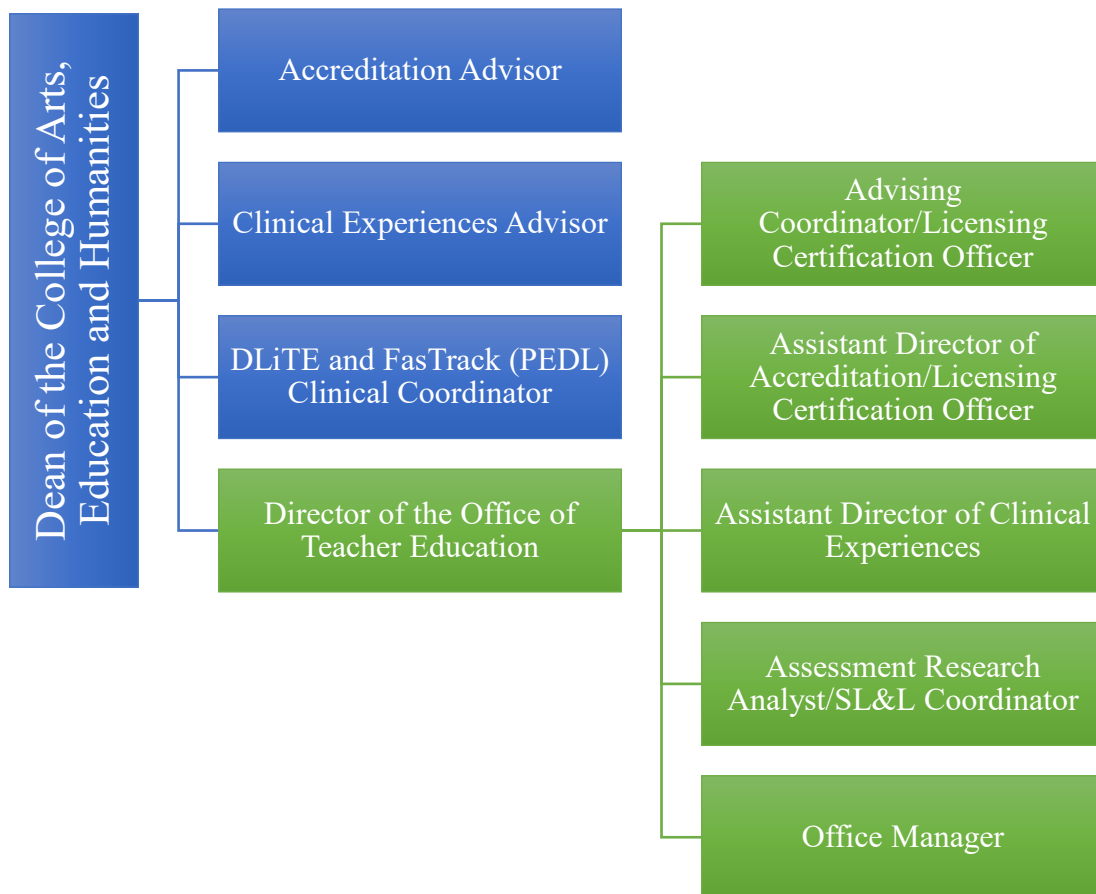 Dean of the College of Arts,
Education and Humanities
Accreditation Advisor
Clinical Experiences Advisor
DLiTE and FasTrack (PEDL)
Clinical Coordinator
Director of the Office of
Teacher Education
Advising
Coordinator/Licensing
Certification Officer
Assistant Director of
Accreditation/Licensing
Certification Officer
Assistant Director of Clinical
Experiences
Assessment Research
Analyst/SL&L Coordinator
Office Manager